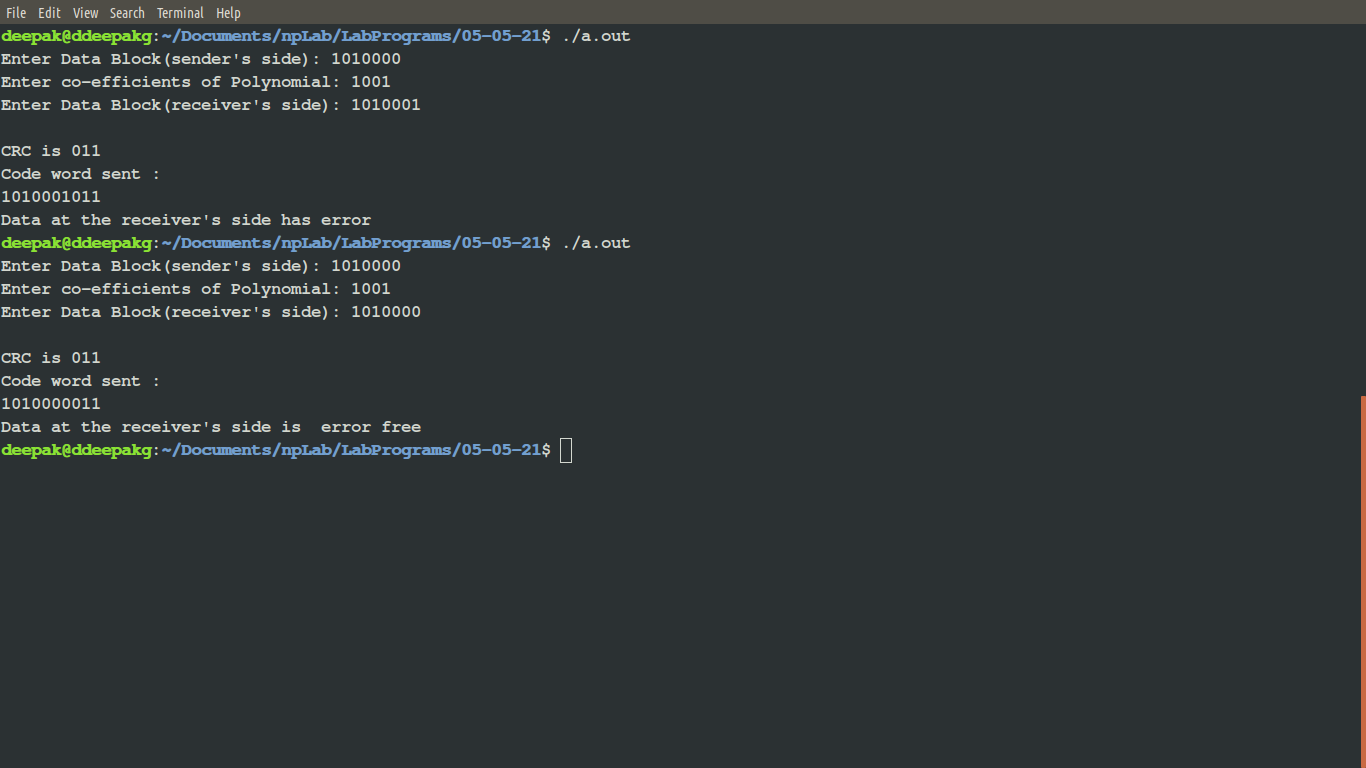 File Edit View Search Terminal Help
deepak@ddeepakg:~/Documents/npLab/LabPrograms/05-05-21$ ./a.out
Enter Data Block(sender's side): 1010000
Enter co-efficients of Polynomial: 1001
Enter Data Block(receiver's side): 1010001
CRC is 011
Code word sent :
1010001011
Data at the receiver's side has error
deepak@ddeepakg:~/Documents/npLab/LabPrograms/05-05-21$ ./a.out
Enter Data Block(sender's side): 1010000
Enter co-efficients of Polynomial: 1001
Enter Data Block(receiver's side): 1010000
CRC is 011
Code word sent :
1010000011
Data at the receiver's side is  error free
deepak@ddeepakg:~/Documents/npLab/LabPrograms/05-05-21$